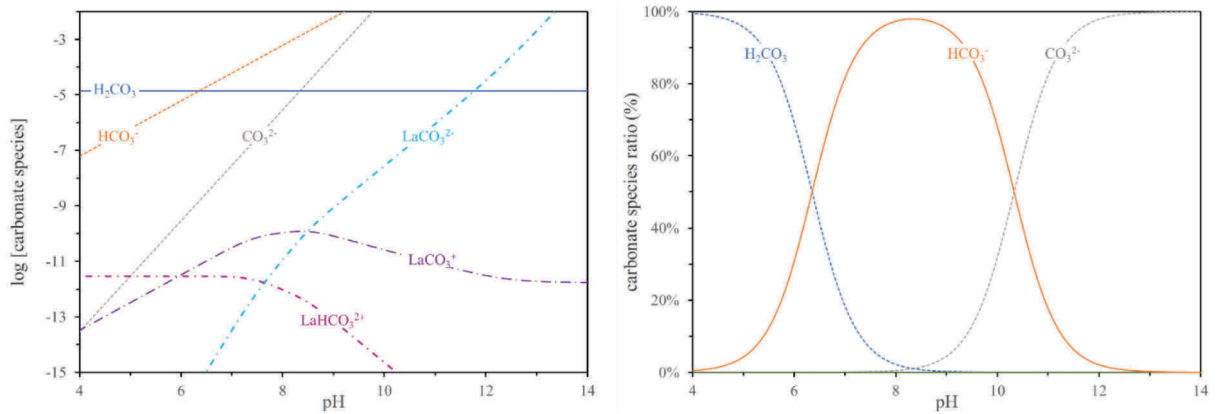 log [carbonate species]
-3
-5
-7
-9
-11
-13
-15
H₂CO₃
HCO₃⁻
CO₃²⁻
LaCO₃²⁻
LaCO₃⁺
LaHCO₃²⁺
4 6 8 10 12 14
pH
carbonate species ratio (%)
100%
80%
60%
40%
20%
0%
H₂CO₃
HCO₃⁻
CO₃²⁻
4 6 8 10 12 14
pH